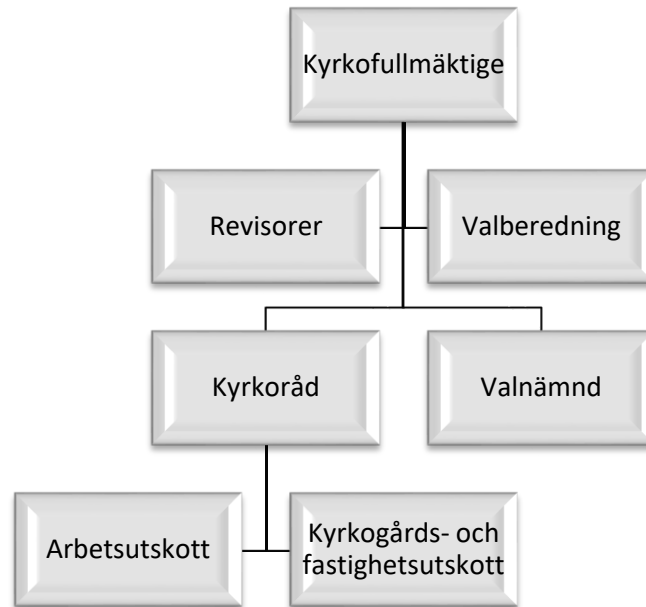 Kyrkofullmäktige
Revisorer
Valberedning
Kyrkoråd
Valnämnd
Arbetsutskott
Kyrkogårds- och
fastighetsutskott